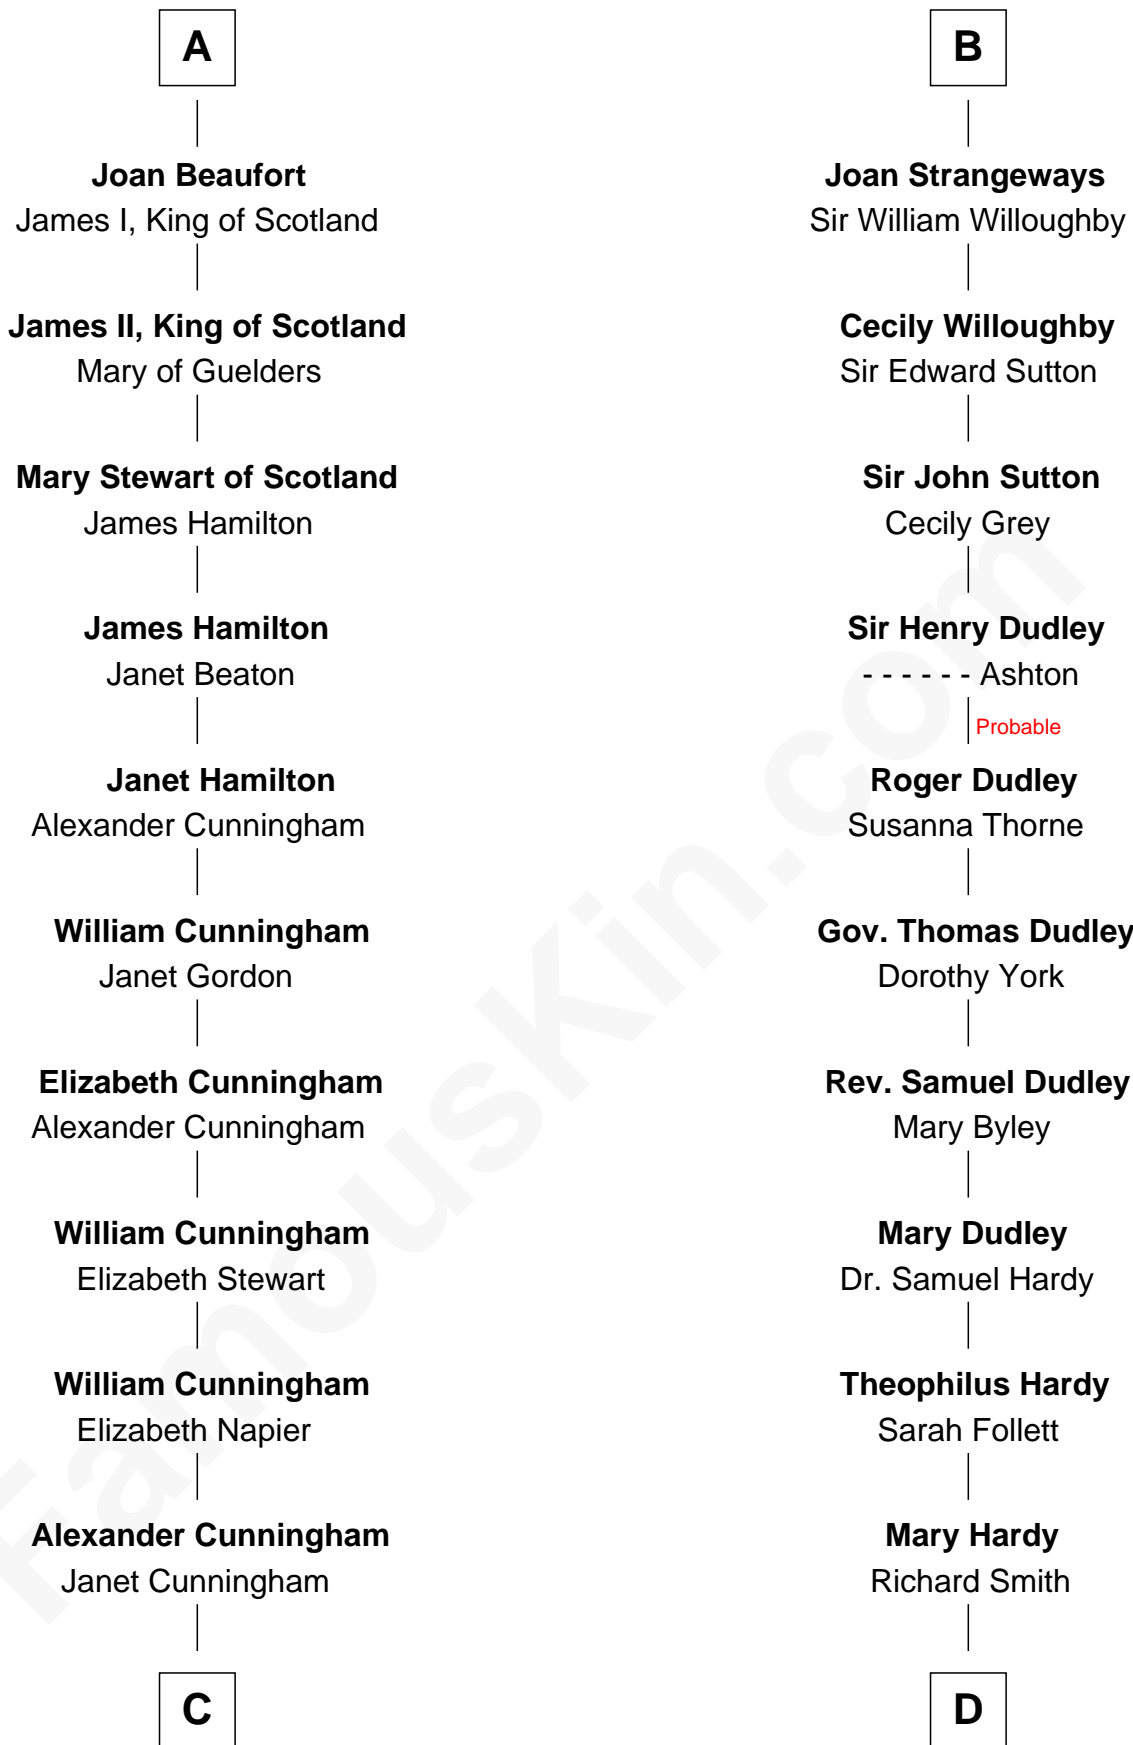 A
Joan Beaufort
James I, King of Scotland
James II, King of Scotland
Mary of Guelders
Mary Stewart of Scotland
James Hamilton
James Hamilton
Janet Beaton
Janet Hamilton
Alexander Cunningham
William Cunningham
Janet Gordon
Elizabeth Cunningham
Alexander Cunningham
William Cunningham
Elizabeth Stewart
William Cunningham
Elizabeth Napier
Alexander Cunningham
Janet Cunningham
C
B
Joan Strangeways
Sir William Willoughby
Cecily Willoughby
Sir Edward Sutton
Sir John Sutton
Cecily Grey
Sir Henry Dudley
- - - - - - Ashton
Probable
Roger Dudley
Susanna Thorne
Gov. Thomas Dudley
Dorothy York
Rev. Samuel Dudley
Mary Byley
Mary Dudley
Dr. Samuel Hardy
Theophilus Hardy
Sarah Follett
Mary Hardy
Richard Smith
D
FamousKin.com